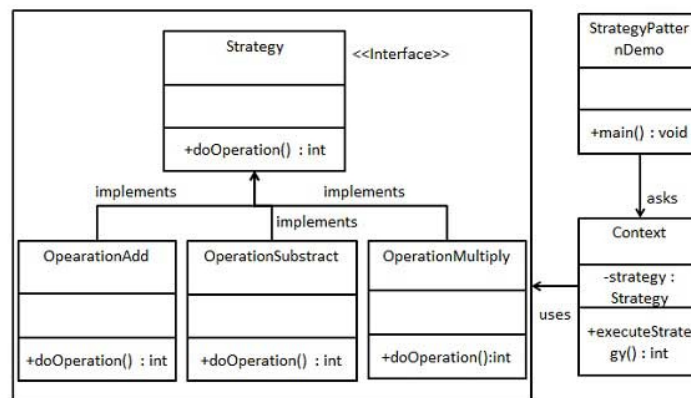 Strategy
<<Interface>>
+doOperation() : int
implements
implements
implements
OpearationAdd
+doOperation() : int
OperationSubstract
+doOperation() : int
OperationMultiply
+doOperation():int
StrategyPatter
nDemo
+main() : void
asks
Context
-strategy :
Strategy
+executeStrate
gy() : int
uses